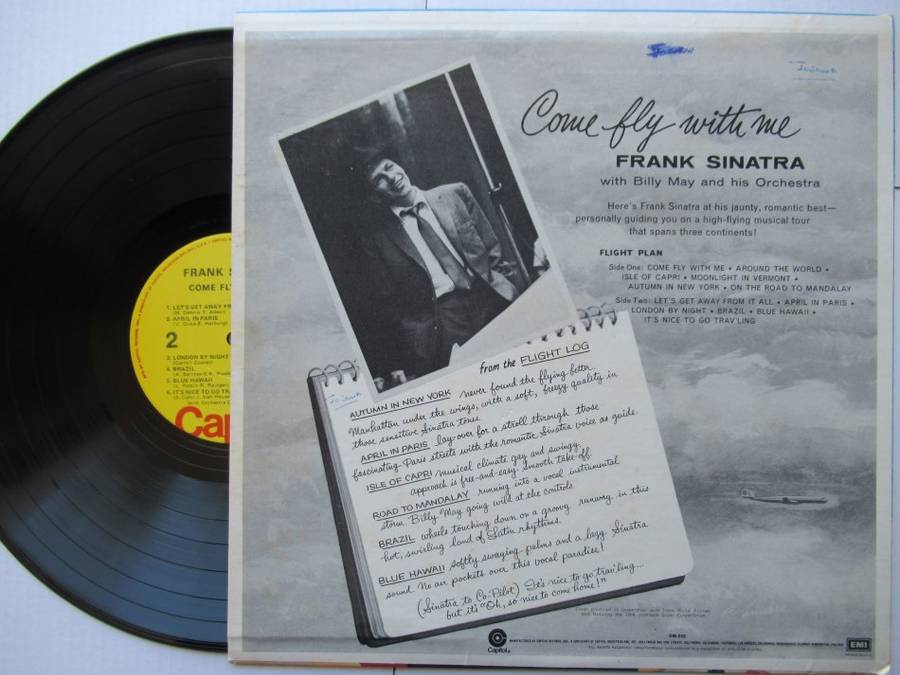 Come fly with me
FRANK SINATRA
with Billy May and his Orchestra
Here's Frank Sinatra at his jaunty, romantic best—
personally guiding you on a high-flying musical tour
that spans three continents!
FLIGHT PLAN
Side One: COME FLY WITH ME • AROUND THE WORLD •
ISLE OF CAPRI • MOONLIGHT IN VERMONT •
AUTUMN IN NEW YORK • ON THE ROAD TO MANDALAY
Side Two: LET'S GET AWAY FROM IT ALL • APRIL IN PARIS •
LONDON BY NIGHT • BRAZIL • BLUE HAWAII •
IT'S NICE TO GO TRAV'LING
from the FLIGHT LOG
AUTUMN IN NEW YORK never found the flying better...
Manhattan under the wings, with a soft, breezy quality in
those sensitive Sinatra tones.
APRIL IN PARIS lay-over for a stroll through those
fascinating Paris streets with the romantic Sinatra voice as guide.
ISLE OF CAPRI musical climate gay and swingy,
approach is free-and-easy. Smooth take-off.
ROAD TO MANDALAY running into a vocal instrumental
storm. Billy May going wild at the controls
BRAZIL wheels touching down on a groovy runway in this
hot, swirling land of Latin rhythms.
BLUE HAWAII softly swaying palms and a lazy Sinatra
sound. No air pockets over this vocal paradise!
(Sinatra to Co-Pilot) It's nice to go trav'ling...
but it's "Oh, so nice to come home!"
FRANK S
COME FL
1. LET'S GET AWAY FR
2. APRIL IN PARIS
2
3. LONDON BY NIGHT
4. BRAZIL
5. BLUE HAWAII
6. IT'S NICE TO GO TRA
Cap
Capitol
EMI